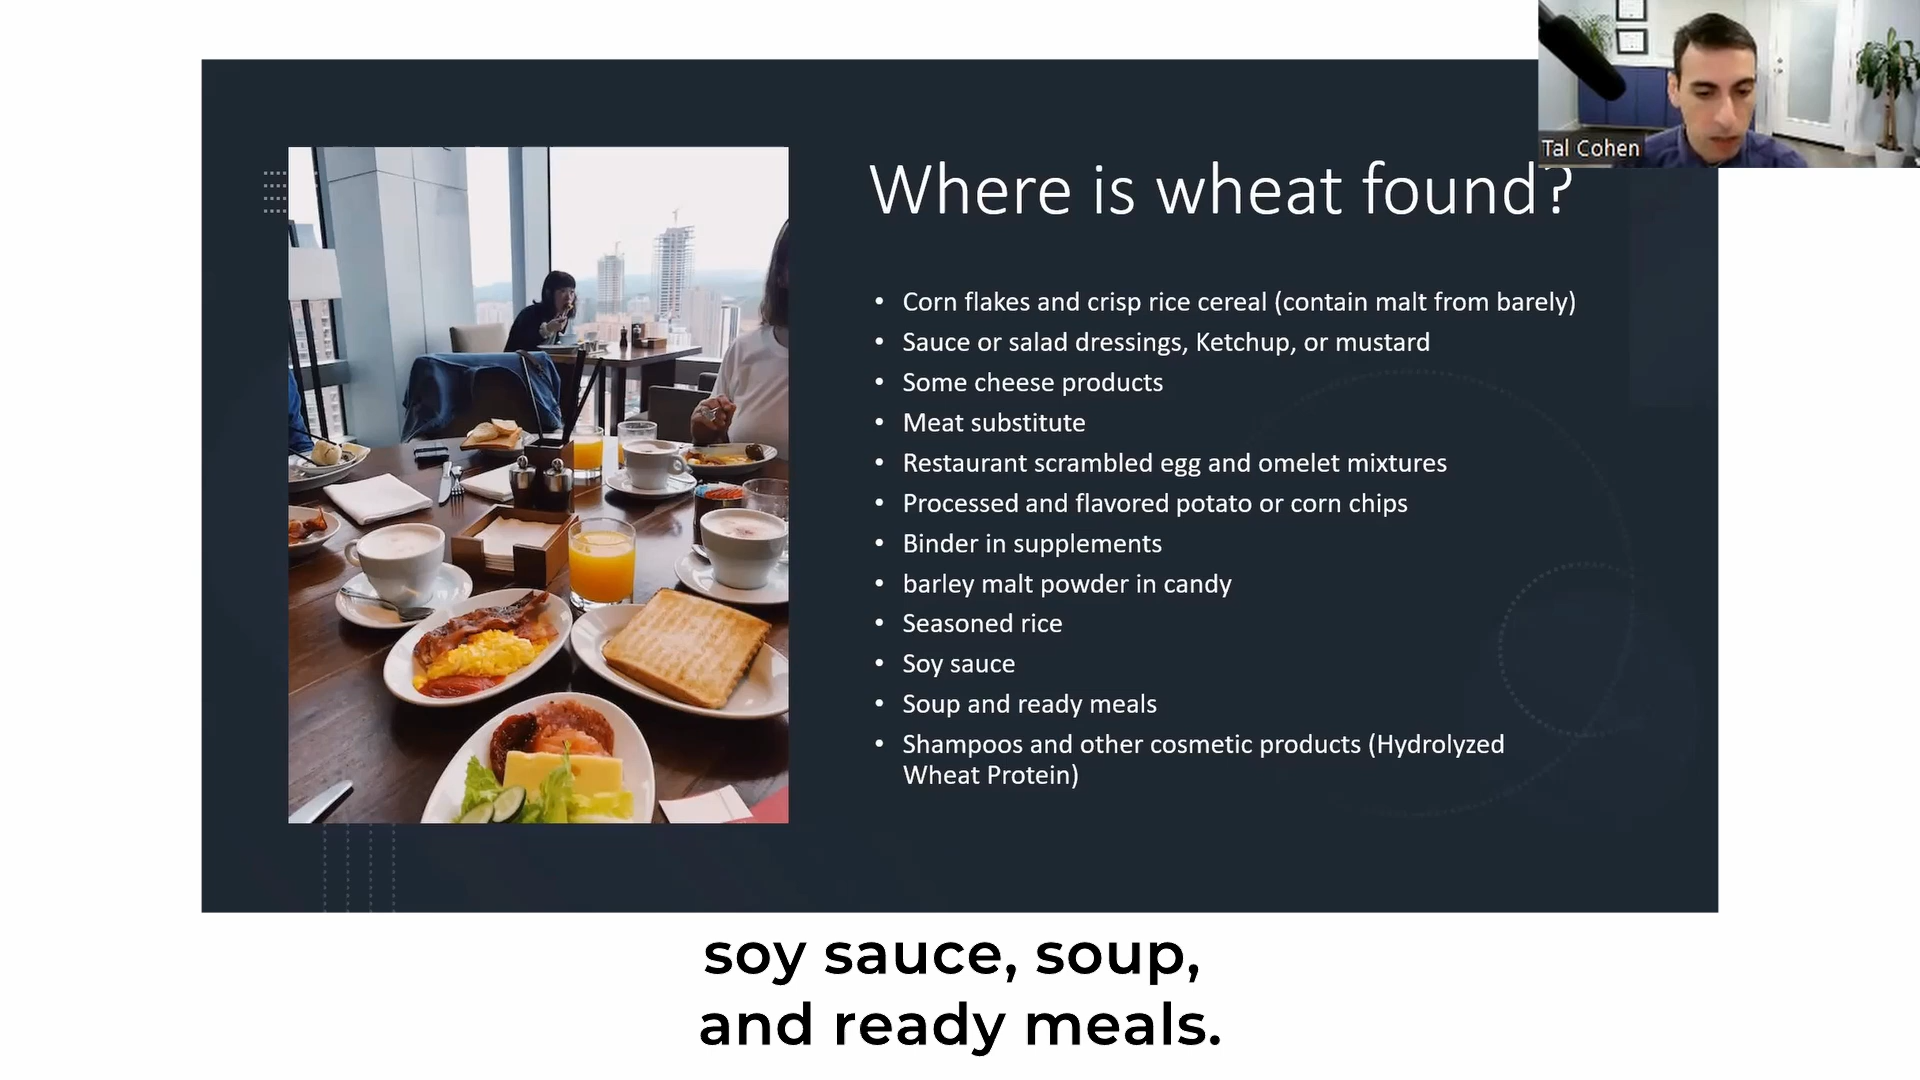 Tal Cohen
Where is wheat found?
• Corn flakes and crisp rice cereal (contain malt from barely)
• Sauce or salad dressings, Ketchup, or mustard
• Some cheese products
• Meat substitute
• Restaurant scrambled egg and omelet mixtures
• Processed and flavored potato or corn chips
• Binder in supplements
• barley malt powder in candy
• Seasoned rice
• Soy sauce
• Soup and ready meals
• Shampoos and other cosmetic products (Hydrolyzed
Wheat Protein)
soy sauce, soup,
and ready meals.